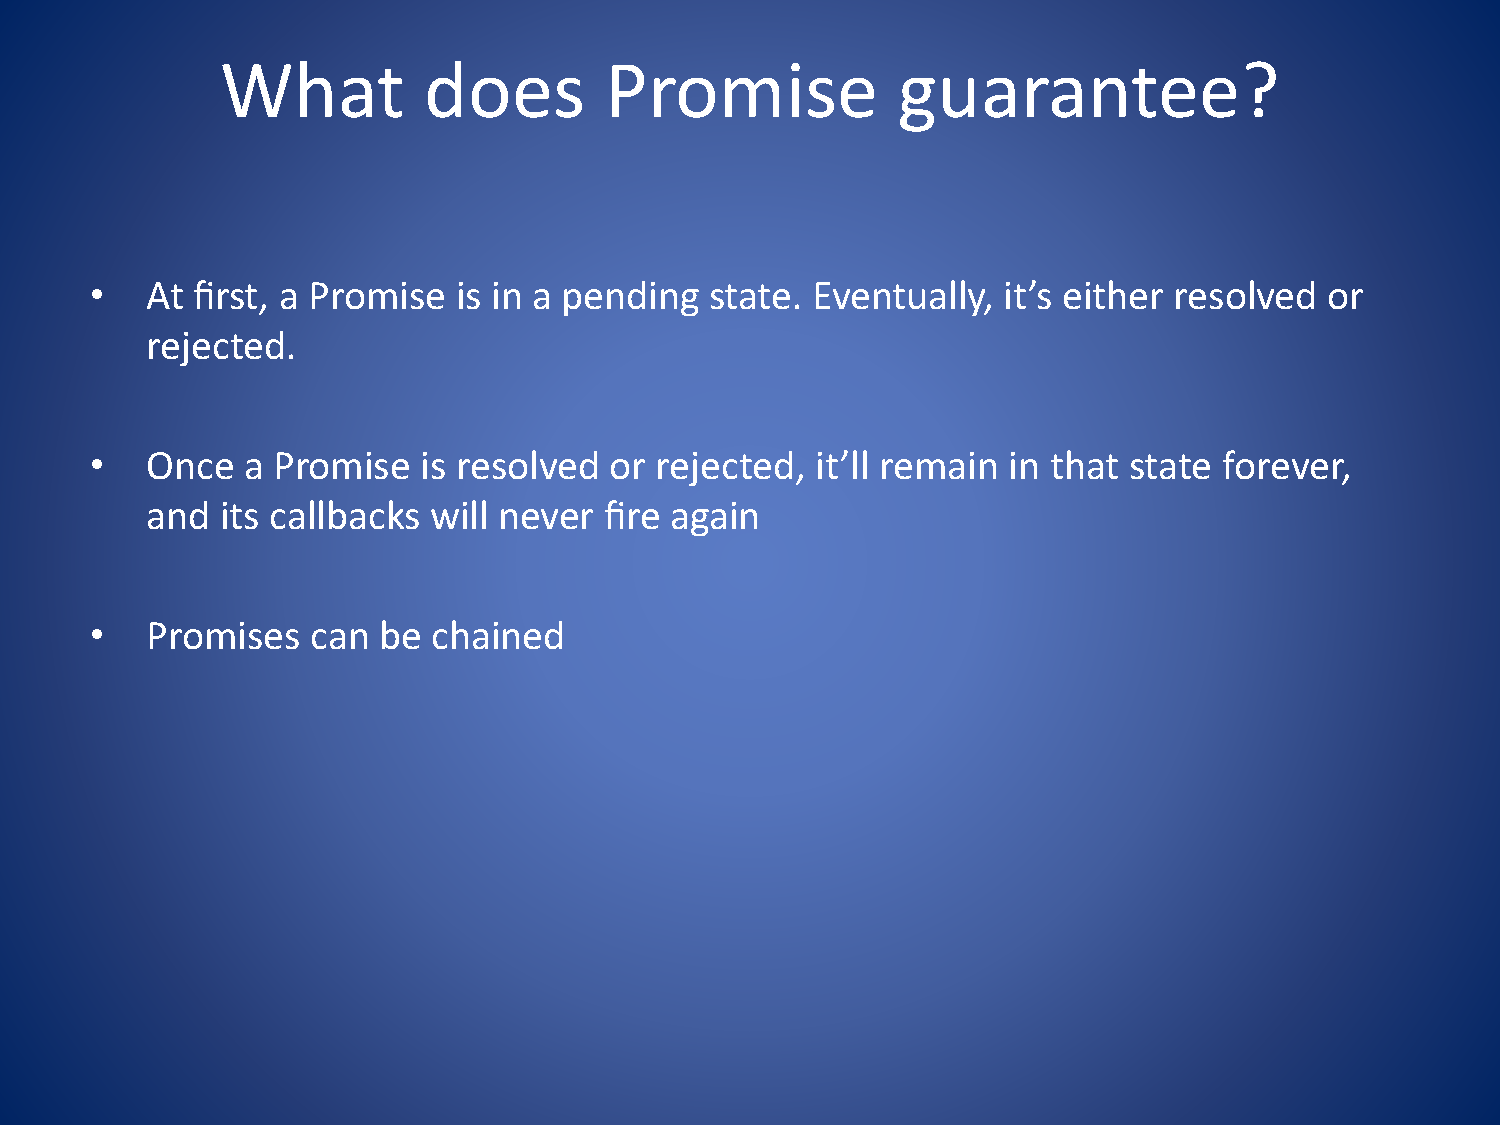 What does Promise guarantee?
• At first, a Promise is in a pending state. Eventually, it’s either resolved or
rejected.
• Once a Promise is resolved or rejected, it’ll remain in that state forever,
and its callbacks will never fire again
• Promises can be chained